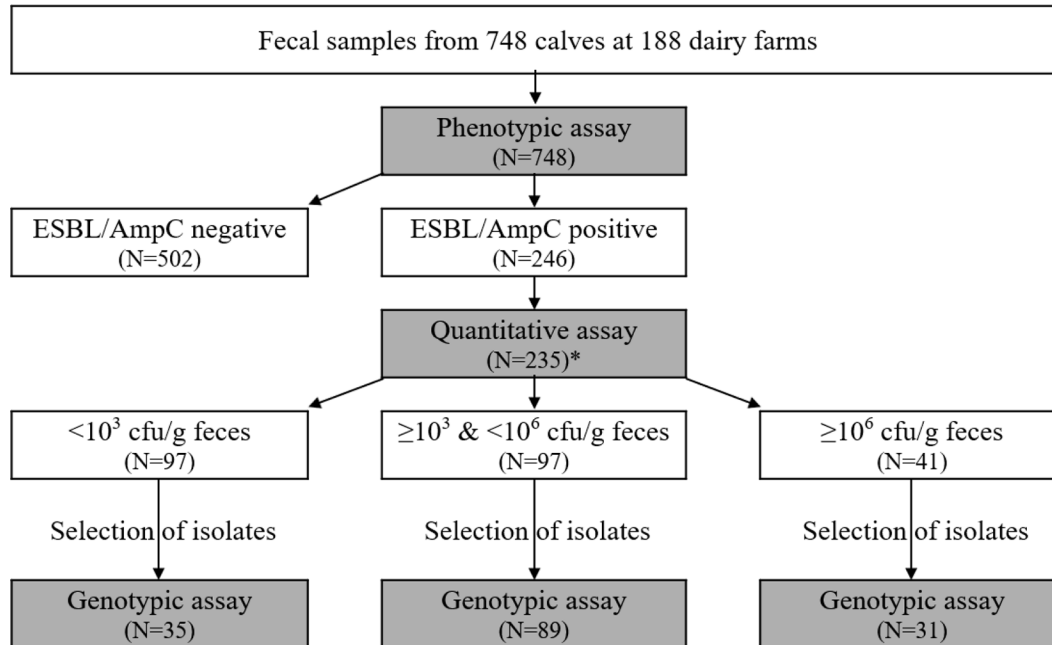 Fecal samples from 748 calves at 188 dairy farms
Phenotypic assay
(N=748)
ESBL/AmpC negative
(N=502)
ESBL/AmpC positive
(N=246)
Quantitative assay
(N=235)*
<10³ cfu/g feces
(N=97)
≥10³ & <10⁶ cfu/g feces
(N=97)
≥10⁶ cfu/g feces
(N=41)
Selection of isolates
Selection of isolates
Selection of isolates
Genotypic assay
(N=35)
Genotypic assay
(N=89)
Genotypic assay
(N=31)